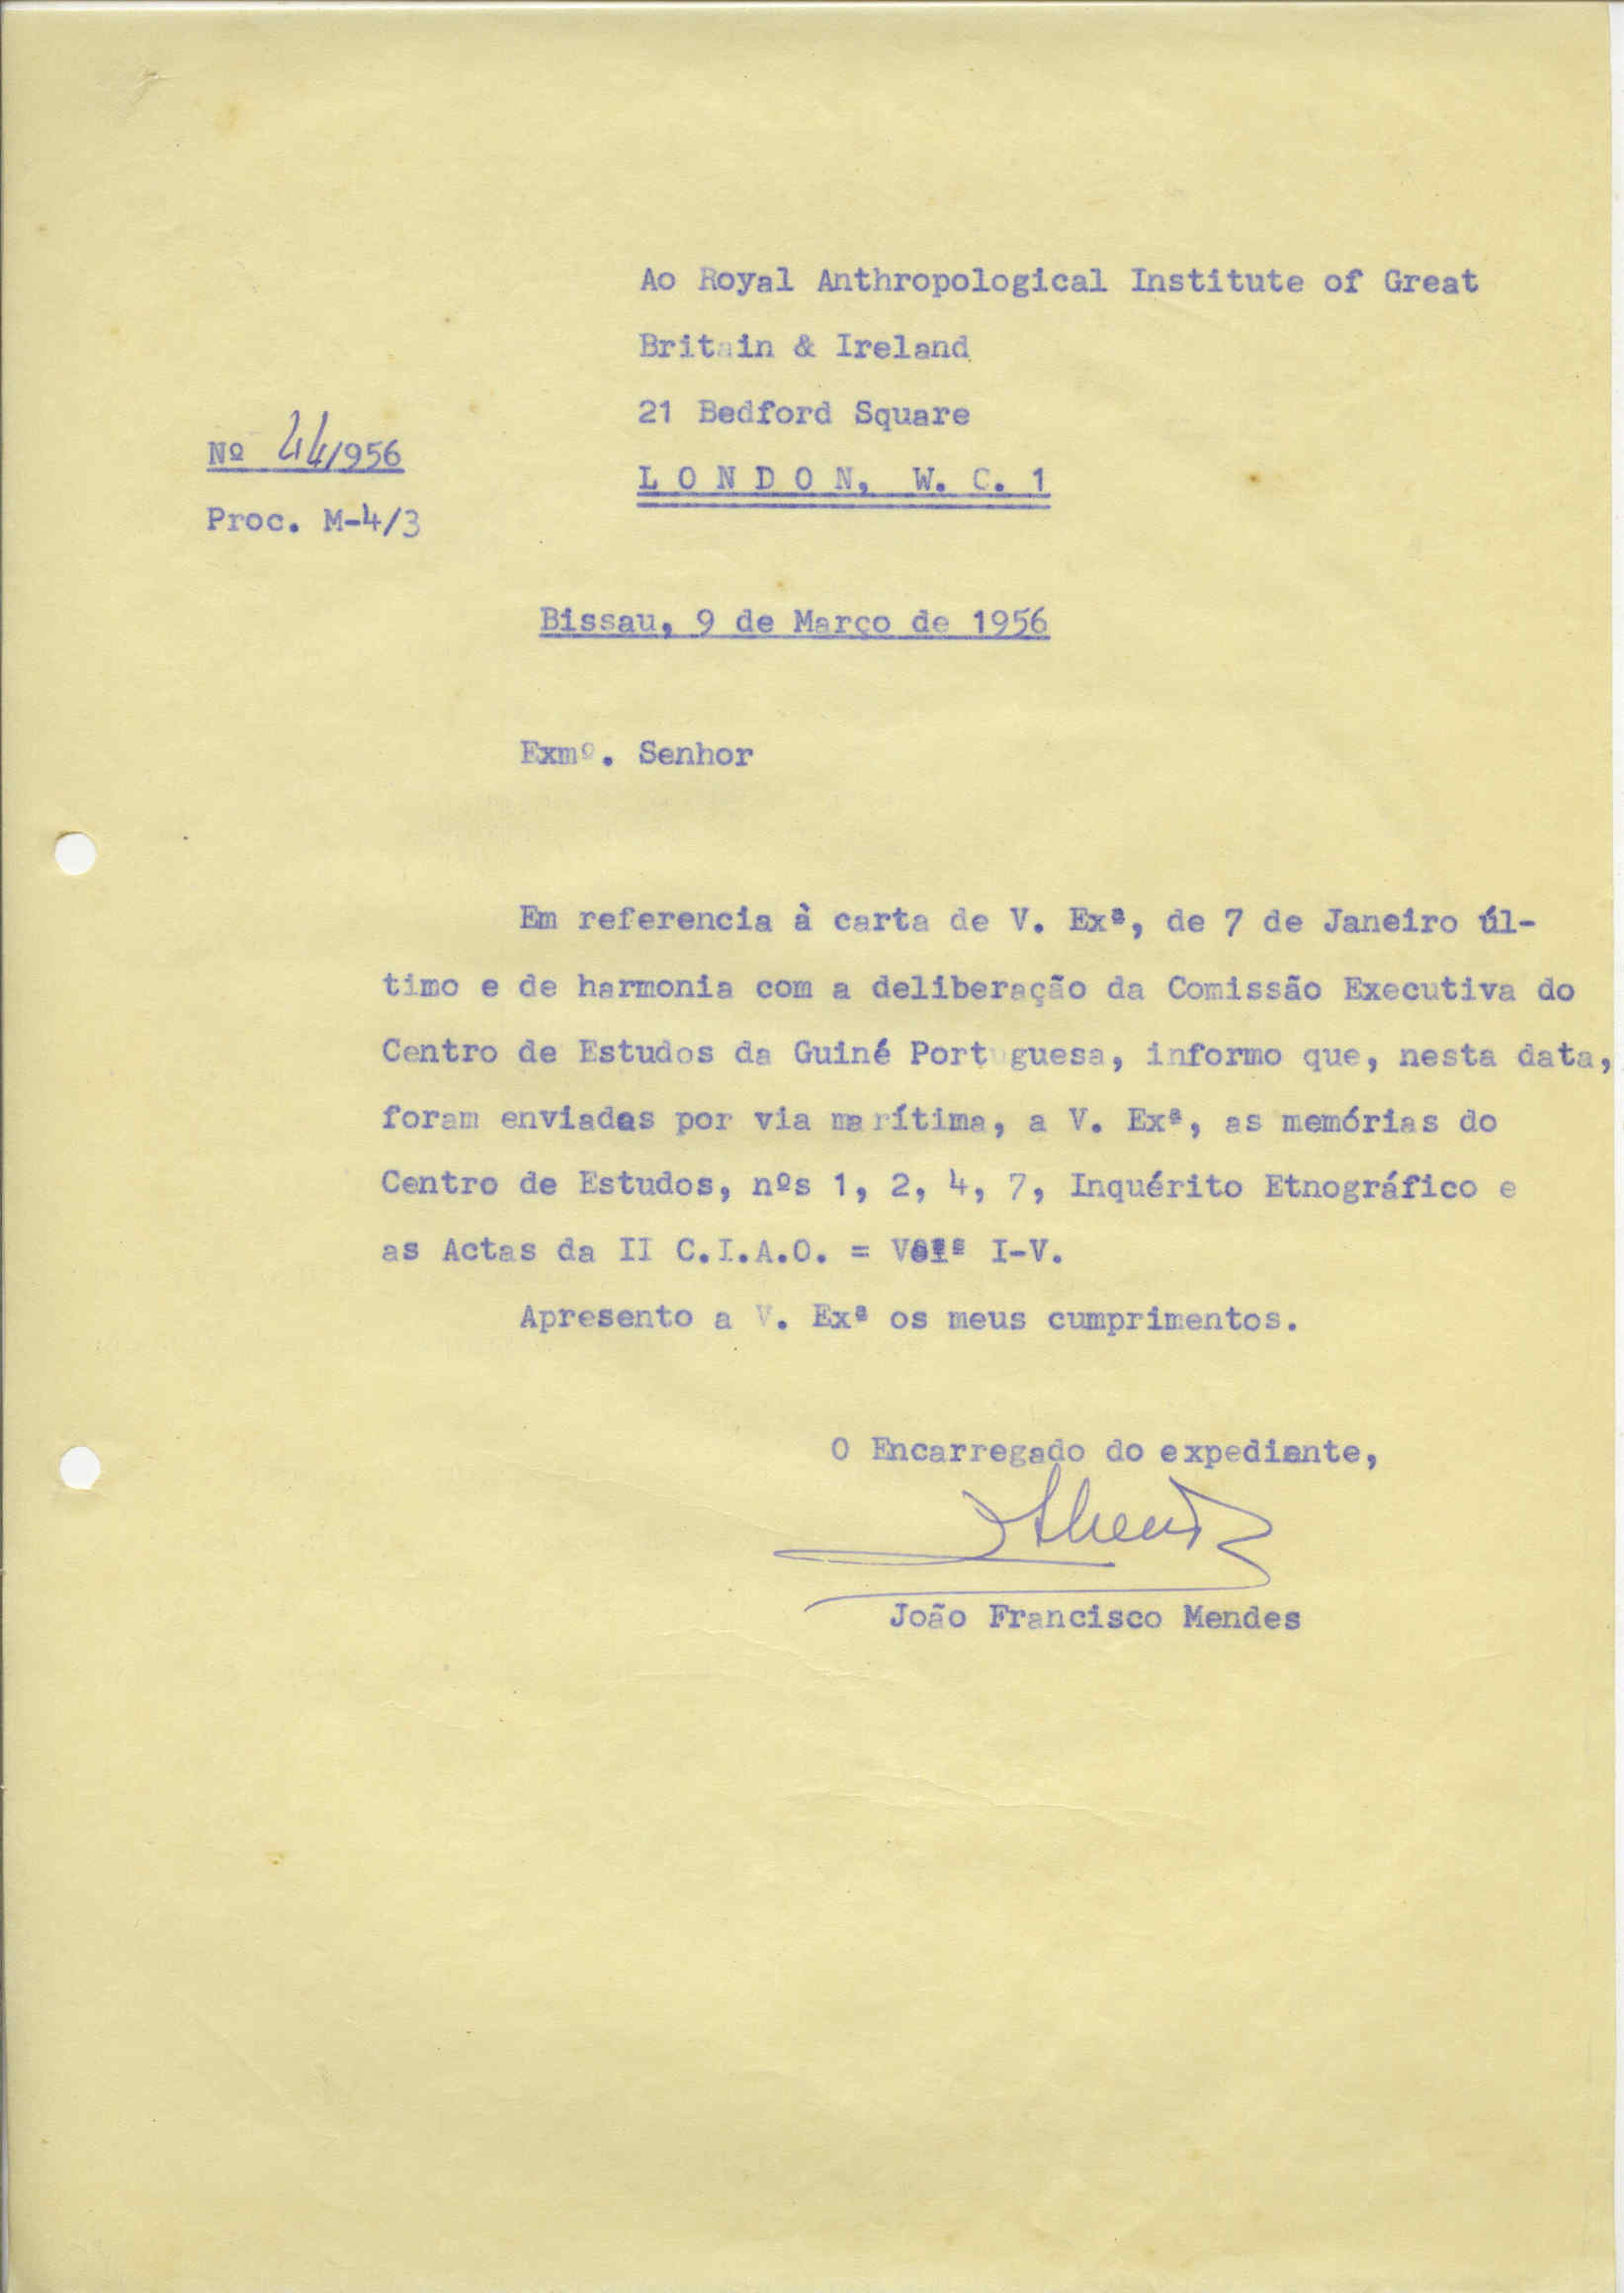 Ao Royal Anthropological Institute of Great
Britain & Ireland
21 Bedford Square
LONDON, W. C. 1
Nº 44/956
Proc. M-4/3
Bissau, 9 de Março de 1956
Exmº. Senhor
Em referencia à carta de V. Exª, de 7 de Janeiro úl-
timo e de harmonia com a deliberação da Comissão Executiva do
Centro de Estudos da Guiné Portuguesa, informo que, nesta data,
foram enviadas por via marítima, a V. Exª, as memórias do
Centro de Estudos, nºs 1, 2, 4, 7, Inquérito Etnográfico e
as Actas da II C.I.A.O. = I-V.
Apresento a V. Exª os meus cumprimentos.
O Encarregado do expediente,
João Francisco Mendes